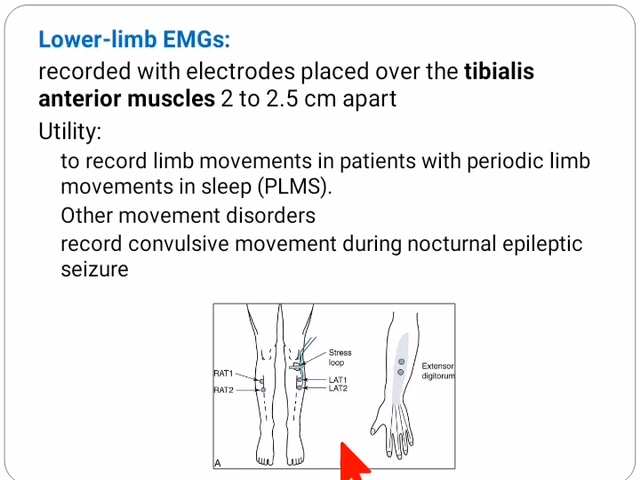 Lower-limb EMGs:
recorded with electrodes placed over the tibialis
anterior muscles 2 to 2.5 cm apart
Utility:
to record limb movements in patients with periodic limb
movements in sleep (PLMS).
Other movement disorders
record convulsive movement during nocturnal epileptic
seizure
Stress
loop
RAT1
RAT2
LAT1
LAT2
Extensor
digitorum
A